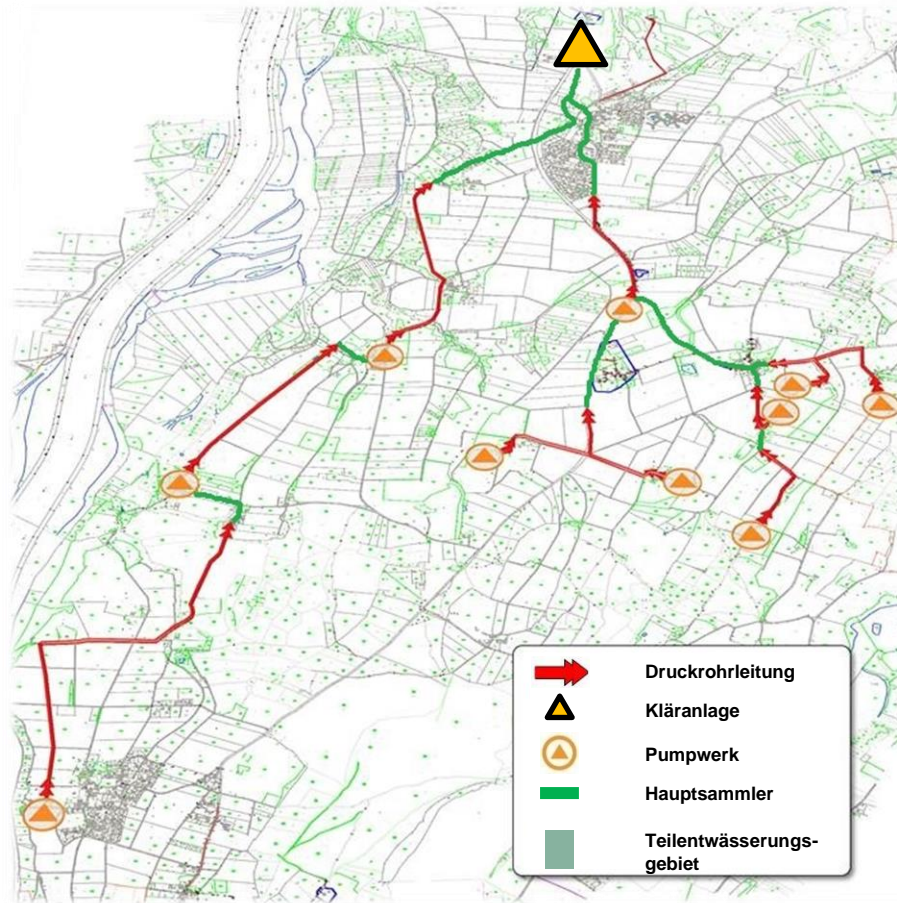 Druckrohrleitung
Kläranlage
Pumpwerk
Hauptsammler
Teilentwässerungs-
gebiet